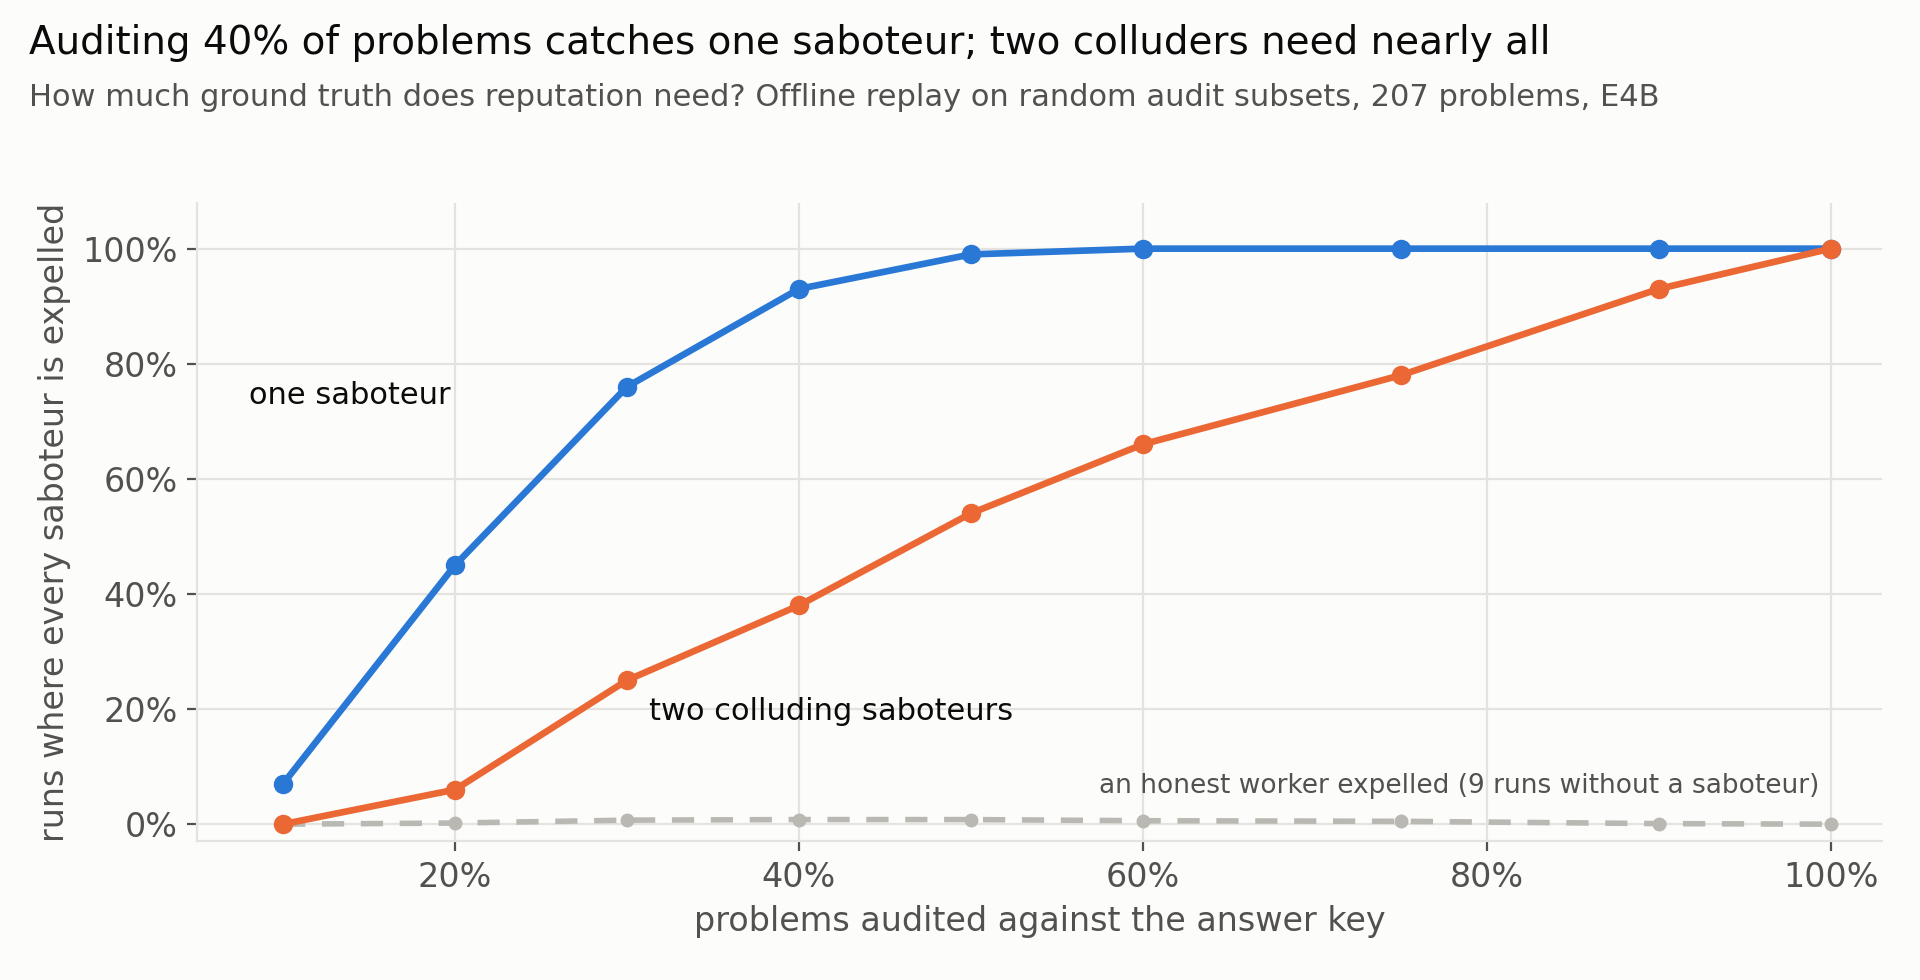 Auditing 40% of problems catches one saboteur; two colluders need nearly all
How much ground truth does reputation need? Offline replay on random audit subsets, 207 problems, E4B
runs where every saboteur is expelled
100%
80%
60%
40%
20%
0%
one saboteur
two colluding saboteurs
an honest worker expelled (9 runs without a saboteur)
20%
40%
60%
80%
100%
problems audited against the answer key